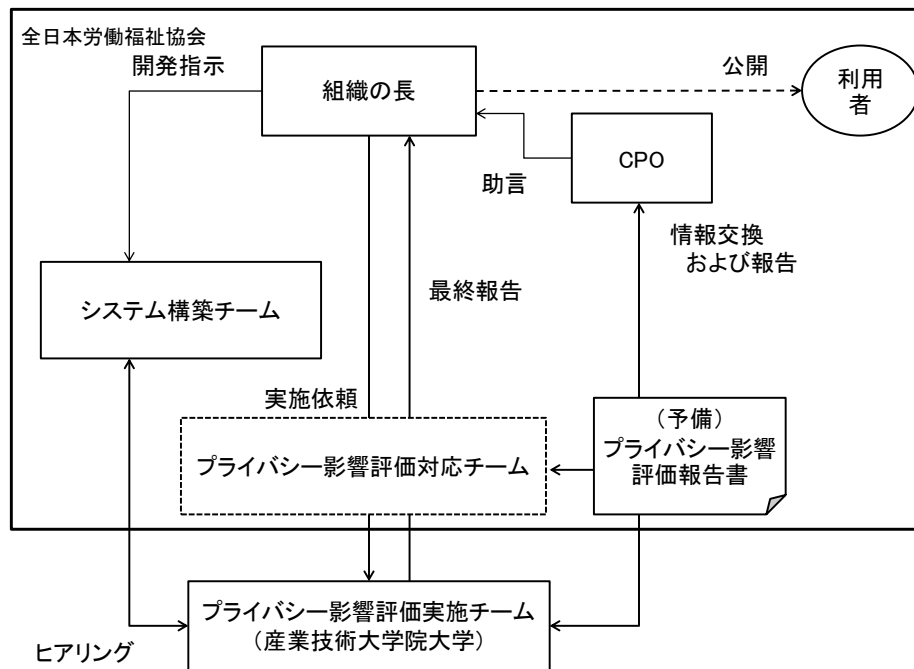 全日本労働福祉協会
開発指示
組織の長
公開
利用
者
CPO
助言
情報交換
および報告
システム構築チーム
最終報告
実施依頼
プライバシー影響評価対応チーム
（予備）
プライバシー影響
評価報告書
プライバシー影響評価実施チーム
（産業技術大学院大学）
ヒアリング